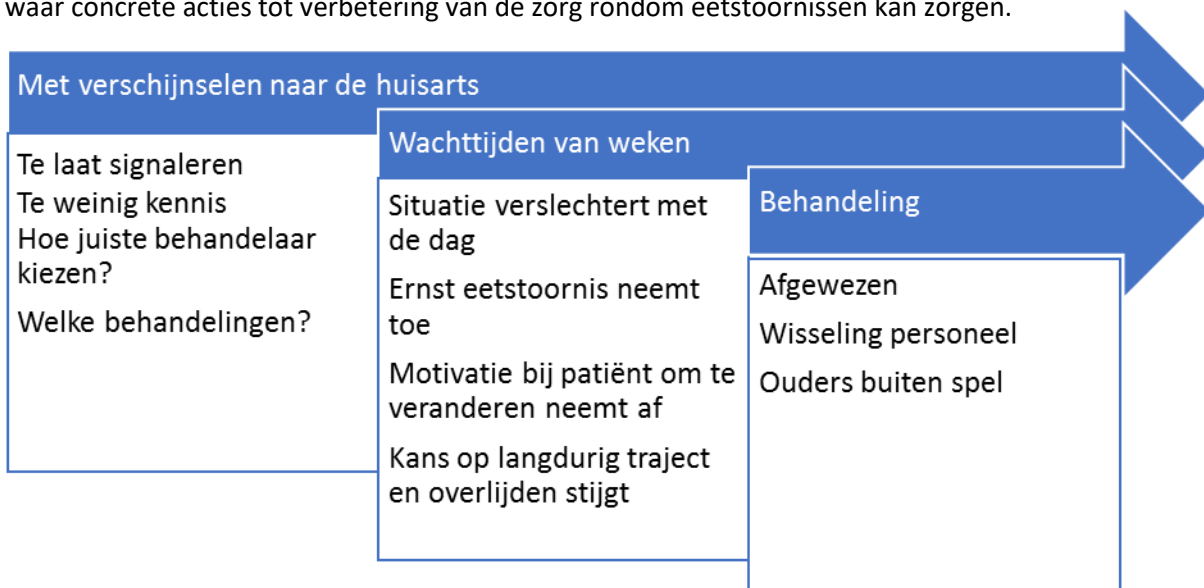 waar concrete acties tot verbetering van de zorg rondom eetstoornissen kan zorgen.
Met verschijnselen naar de huisarts
Te laat signaleren
Te weinig kennis
Hoe juiste behandelaar
kiezen?
Welke behandelingen?
Wachttijden van weken
Situatie verslechtert met
de dag
Ernst eetstoornis neemt
toe
Motivatie bij patiënt om te
veranderen neemt af
Kans op langdurig traject
en overlijden stijgt
Behandeling
Afgewezen
Wisseling personeel
Ouders buiten spel